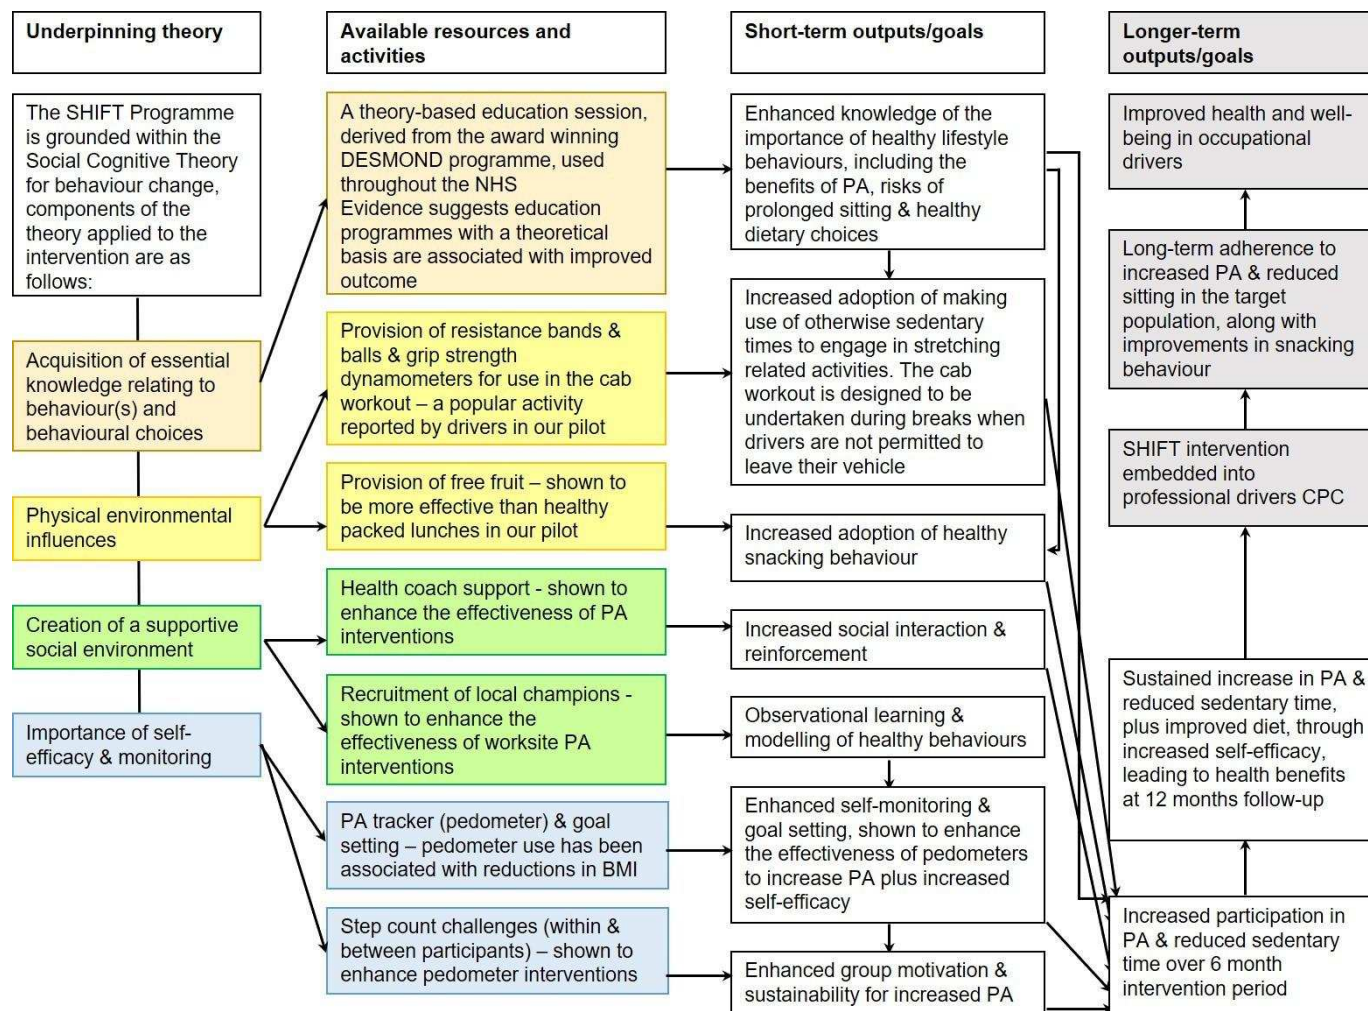 Underpinning theory
The SHIFT Programme
is grounded within the
Social Cognitive Theory
for behaviour change,
components of the
theory applied to the
intervention are as
follows:
Acquisition of essential
knowledge relating to
behaviour(s) and
behavioural choices
Physical environmental
influences
Creation of a supportive
social environment
Importance of self-
efficacy & monitoring
Available resources and
activities
A theory-based education session,
derived from the award winning
DESMOND programme, used
throughout the NHS
Evidence suggests education
programmes with a theoretical
basis are associated with improved
outcome
Provision of resistance bands &
balls & grip strength
dynamometers for use in the cab
workout – a popular activity
reported by drivers in our pilot
Provision of free fruit – shown to
be more effective than healthy
packed lunches in our pilot
Health coach support - shown to
enhance the effectiveness of PA
interventions
Recruitment of local champions -
shown to enhance the
effectiveness of worksite PA
interventions
PA tracker (pedometer) & goal
setting – pedometer use has been
associated with reductions in BMI
Step count challenges (within &
between participants) – shown to
enhance pedometer interventions
Short-term outputs/goals
Enhanced knowledge of the
importance of healthy lifestyle
behaviours, including the
benefits of PA, risks of
prolonged sitting & healthy
dietary choices
Increased adoption of making
use of otherwise sedentary
times to engage in stretching
related activities. The cab
workout is designed to be
undertaken during breaks when
drivers are not permitted to
leave their vehicle
Increased adoption of healthy
snacking behaviour
Increased social interaction &
reinforcement
Observational learning &
modelling of healthy behaviours
Enhanced self-monitoring &
goal setting, shown to enhance
the effectiveness of pedometers
to increase PA plus increased
self-efficacy
Enhanced group motivation &
sustainability for increased PA
Longer-term
outputs/goals
Improved health and well-
being in occupational
drivers
Long-term adherence to
increased PA & reduced
sitting in the target
population, along with
improvements in snacking
behaviour
SHIFT intervention
embedded into
professional drivers CPC
Sustained increase in PA &
reduced sedentary time,
plus improved diet, through
increased self-efficacy,
leading to health benefits
at 12 months follow-up
Increased participation in
PA & reduced sedentary
time over 6 month
intervention period